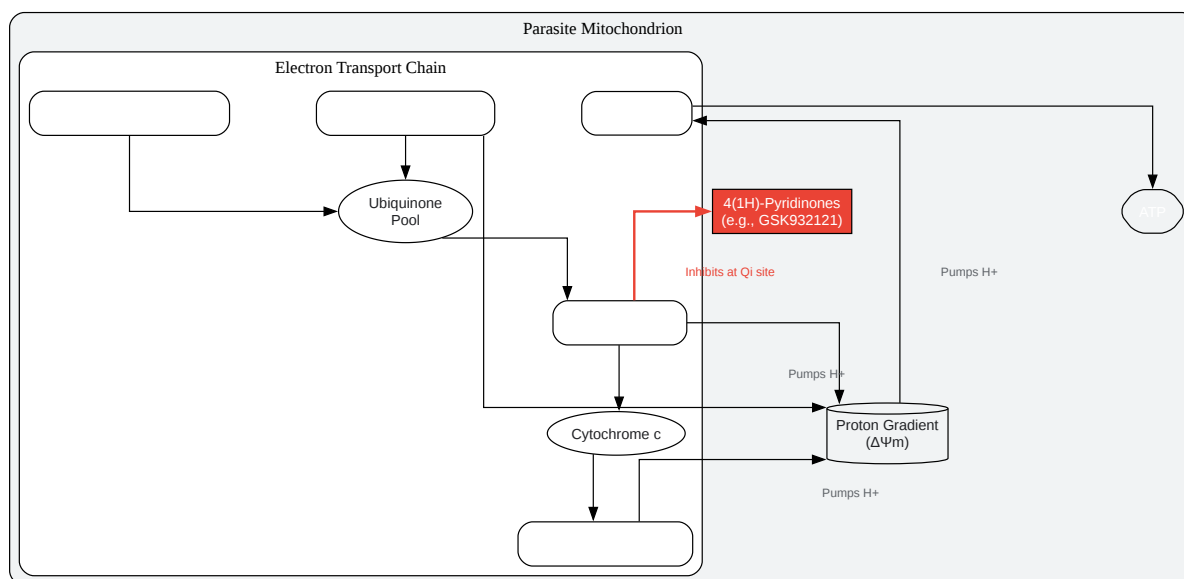 Parasite Mitochondrion
Electron Transport Chain
Ubiquinone
Pool
4(1H)-Pyridinones
(e.g., GSK932121)
ATP
Inhibits at Qi site
Pumps H+
Pumps H+
Proton Gradient
(ΔΨm)
Cytochrome c
Pumps H+